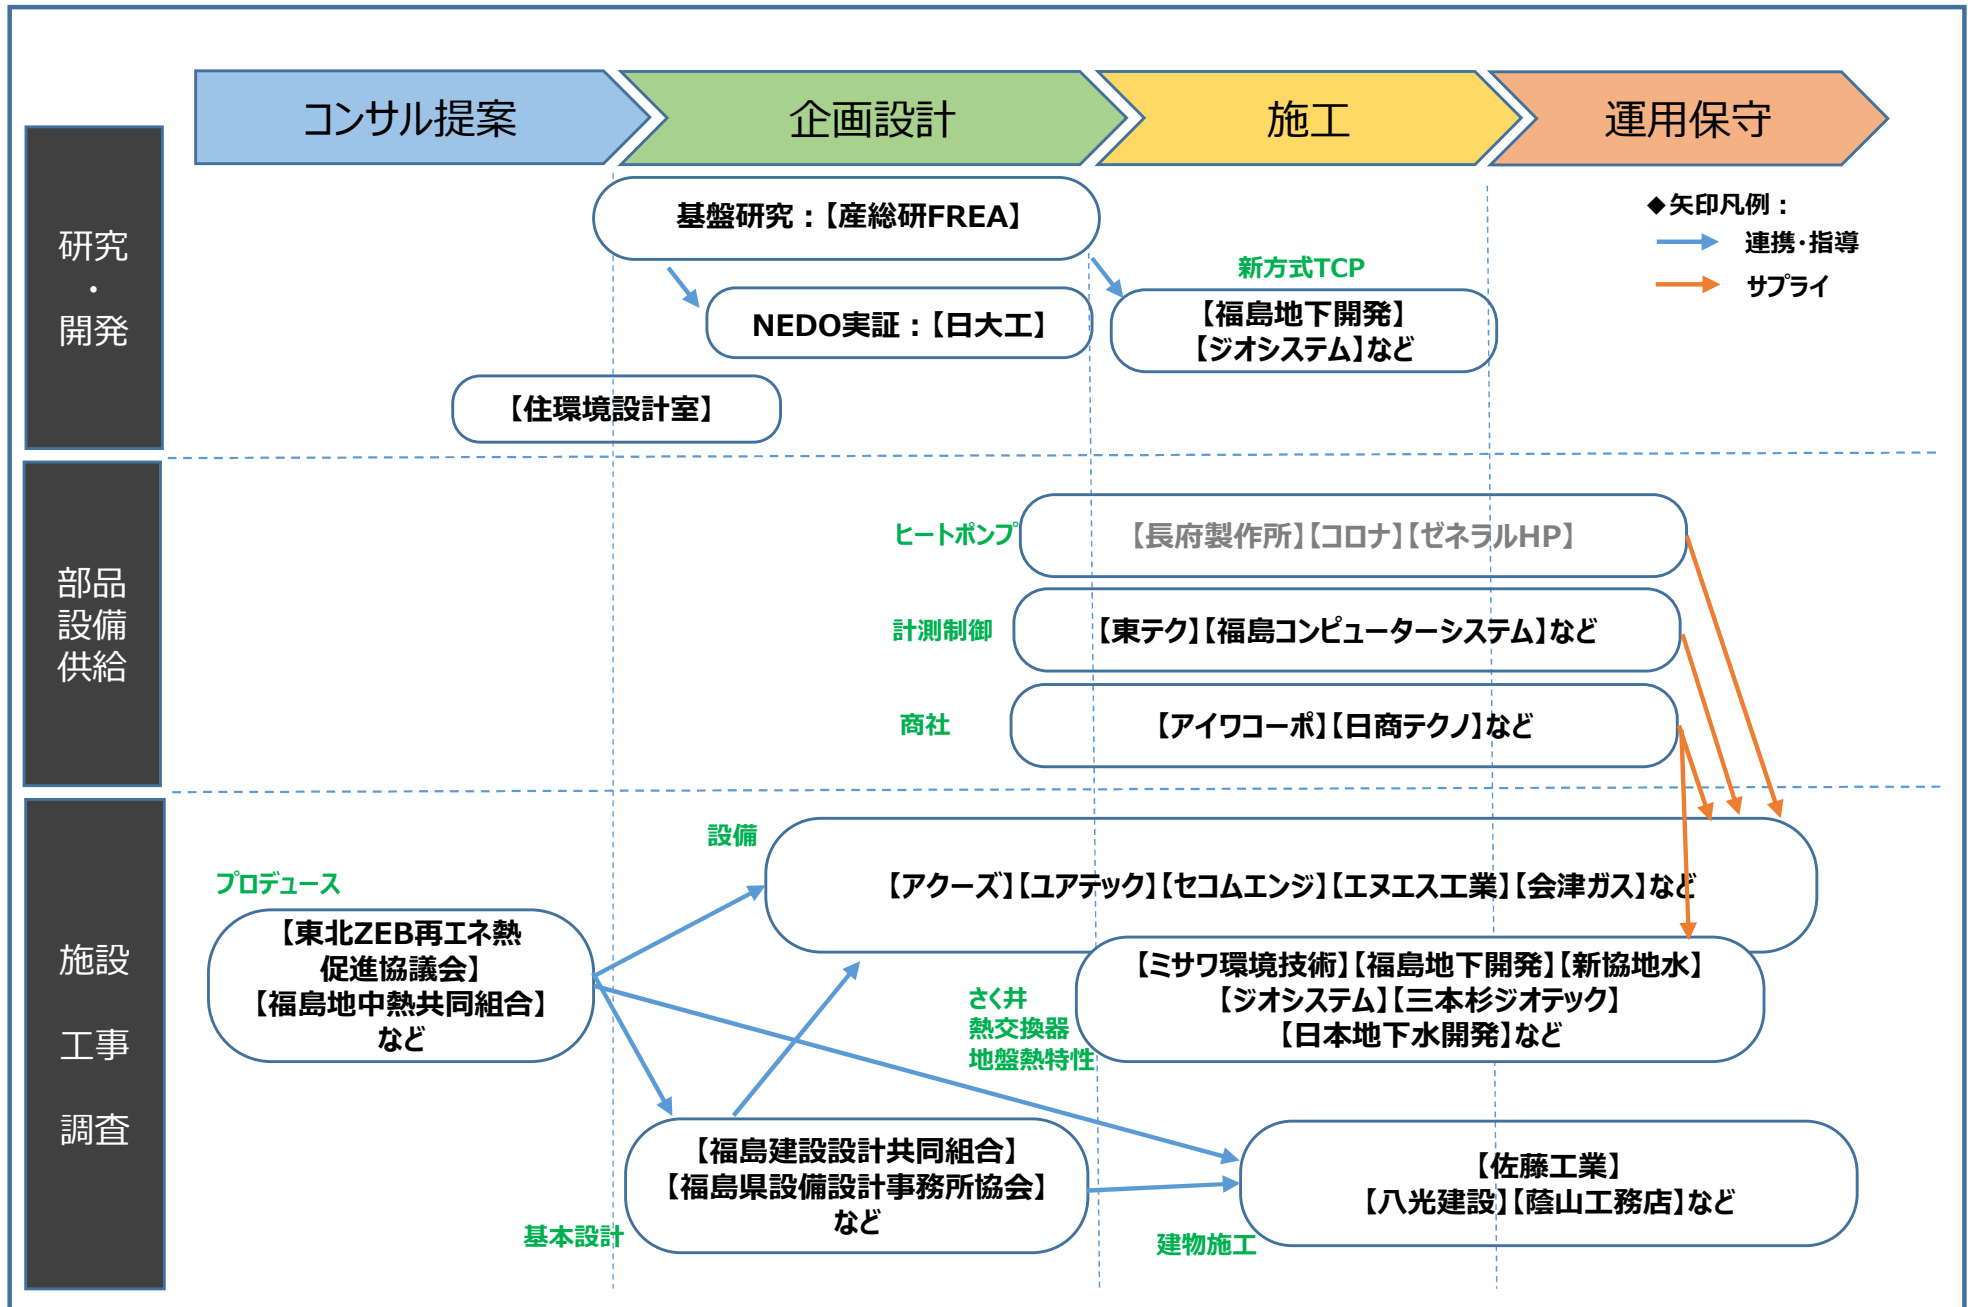 コンサル提案
企画設計
施工
運用保守
研究
・
開発
基盤研究：【産総研FREA】
◆矢印凡例：
連携・指導
サプライ
新方式TCP
NEDO実証：【日大工】
【福島地下開発】
【ジオシステム】など
【住環境設計室】
部品
設備
供給
ヒートポンプ
【長府製作所】【コロナ】【ゼネラルHP】
計測制御
【東テク】【福島コンピューターシステム】など
商社
【アイワコーポ】【日商テクノ】など
施設
工事
調査
設備
【アクーズ】【ユアテック】【セコムエンジ】【エヌエス工業】【会津ガス】など
プロデュース
【東北ZEB再エネ熱
促進協議会】
【福島地中熱共同組合】
など
さく井
熱交換器
地盤熱特性
【ミサワ環境技術】【福島地下開発】【新協地水】
【ジオシステム】【三本杉ジオテック】
【日本地下水開発】など
【福島建設設計共同組合】
【福島県設備設計事務所協会】
など
基本設計
【佐藤工業】
【八光建設】【蔭山工務店】など
建物施工